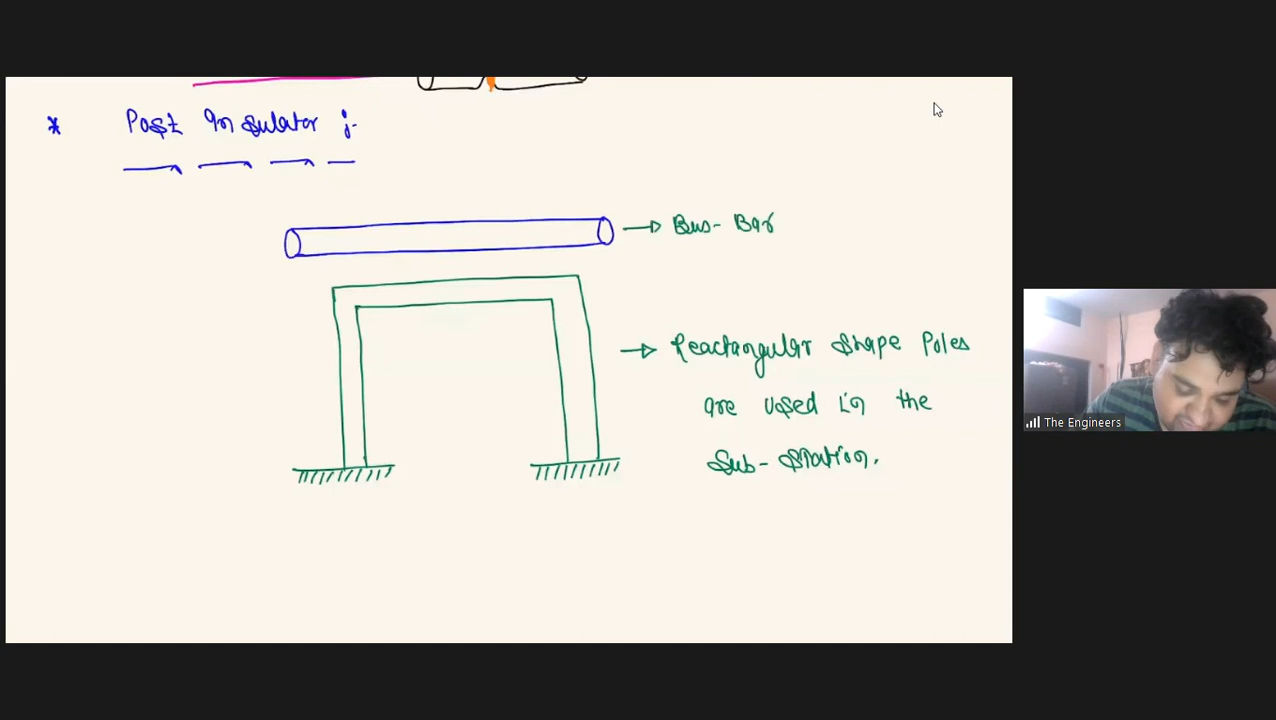 * Post Insulator :-
Bus-Bar
Reactangular Shape Poles
are used in the
Sub-Station.
The Engineers